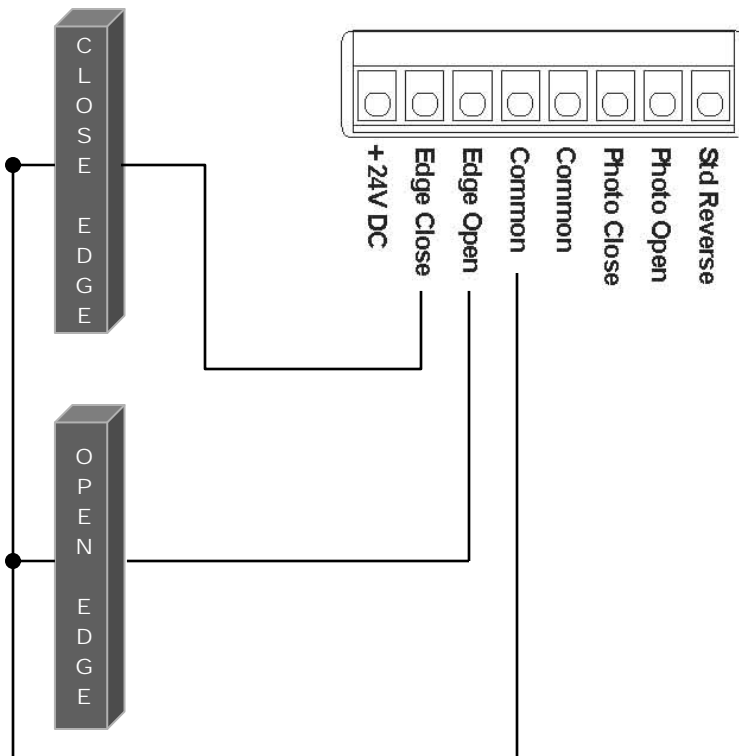 CLOSE EDGE
OPEN EDGE
+ 24V DC
Edge Close
Edge Open
Common
Common
Photo Close
Photo Open
Std Reverse